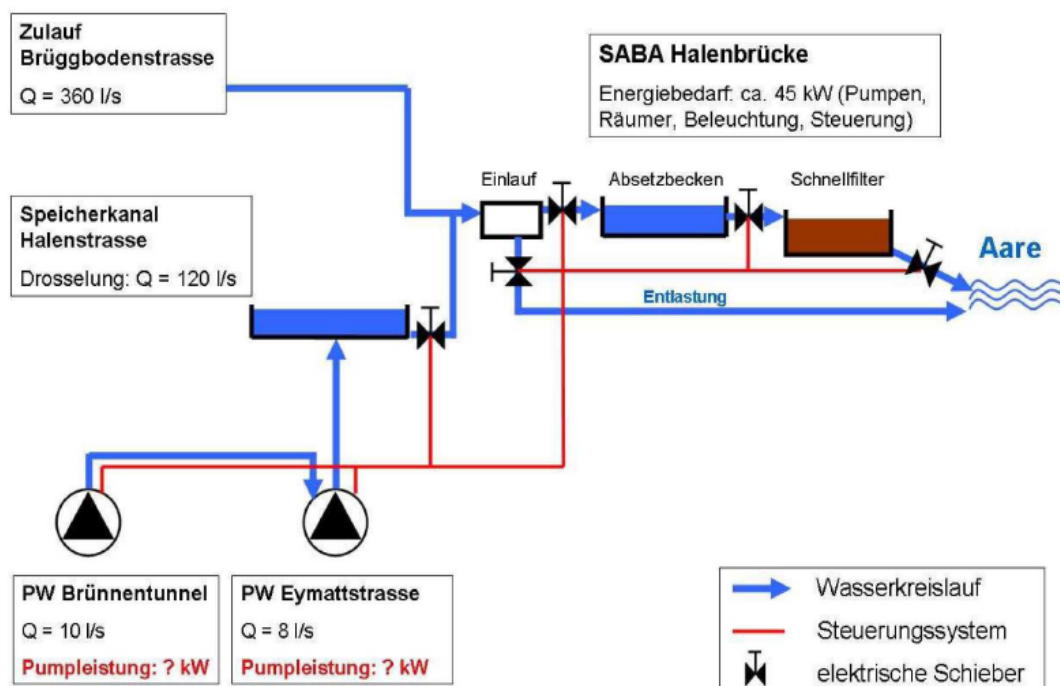 Zulauf
Brüggbodenstrasse
Q = 360 l/s
SABA Halenbrücke
Energiebedarf: ca. 45 kW (Pumpen,
Räumer, Beleuchtung, Steuerung)
Einlauf
Absetzbecken
Schnellfilter
Speicherkanal
Halenstrasse
Drosselung: Q = 120 l/s
Aare
Entlastung
PW Brünnentunnel
Q = 10 l/s
Pumpleistung: ? kW
PW Eymattstrasse
Q = 8 l/s
Pumpleistung: ? kW
Wasserkreislauf
Steuerungssystem
elektrische Schieber